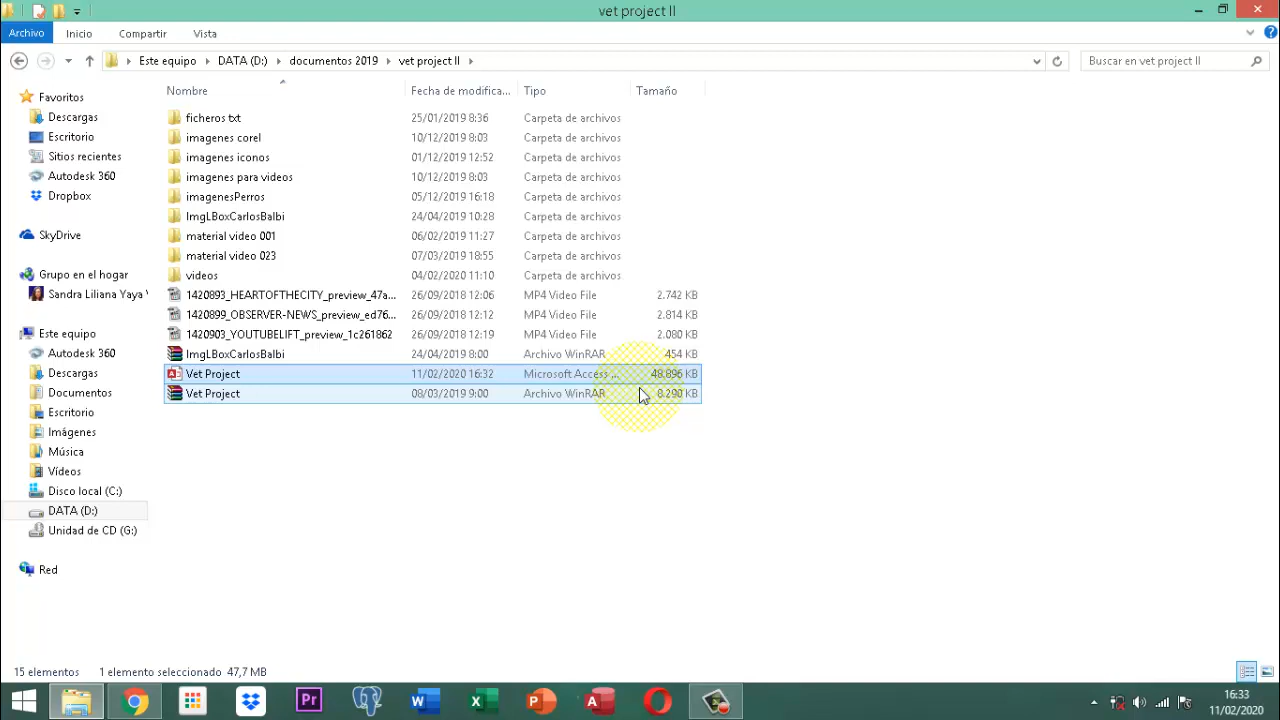 vet project II
Archivo Inicio Compartir Vista
Este equipo DATA (D:) documentos 2019 vet project II
Buscar en vet project II
Nombre Fecha de modifica... Tipo Tamaño
ficheros txt 25/01/2019 8:36 Carpeta de archivos
imagenes corel 10/12/2019 8:03 Carpeta de archivos
imagenes iconos 01/12/2019 12:52 Carpeta de archivos
imagenes para videos 10/12/2019 8:03 Carpeta de archivos
imagenesPerros 05/12/2019 16:18 Carpeta de archivos
ImgLBoxCarlosBalbi 24/04/2019 10:28 Carpeta de archivos
material video 001 06/02/2019 11:27 Carpeta de archivos
material video 023 07/03/2019 18:55 Carpeta de archivos
videos 04/02/2020 11:10 Carpeta de archivos
1420893_HEARTOFTHECITY_preview_47a... 26/09/2018 12:06 MP4 Video File 2.742 KB
1420899_OBSERVER-NEWS_preview_ed76... 26/09/2018 12:12 MP4 Video File 2.814 KB
1420903_YOUTUBELIFT_preview_1c261862 26/09/2018 12:19 MP4 Video File 2.080 KB
ImgLBoxCarlosBalbi 24/04/2019 8:00 Archivo WinRAR 454 KB
Vet Project 11/02/2020 16:32 Microsoft Access ... 48.896 KB
Vet Project 08/03/2019 9:00 Archivo WinRAR 8.290 KB
Favoritos
Descargas
Escritorio
Sitios recientes
Autodesk 360
Dropbox
SkyDrive
Grupo en el hogar
Sandra Liliana Yaya
Este equipo
Autodesk 360
Descargas
Documentos
Escritorio
Imágenes
Música
Vídeos
Disco local (C:)
DATA (D:)
Unidad de CD (G:)
Red
15 elementos 1 elemento seleccionado 47,7 MB
16:33
11/02/2020